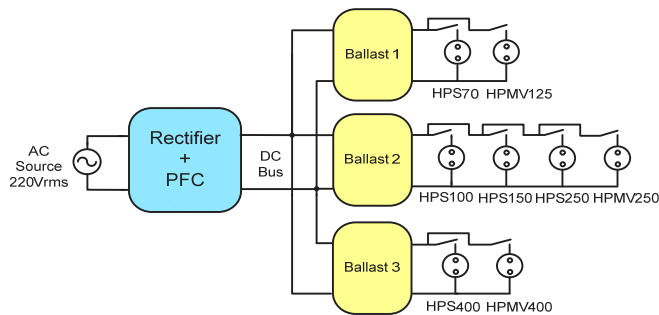 AC
Source
220Vrms
Rectifier
+
PFC
DC
Bus
Ballast 1
HPS70 HPMV125
Ballast 2
HPS100 HPS150 HPS250 HPMV250
Ballast 3
HPS400 HPMV400